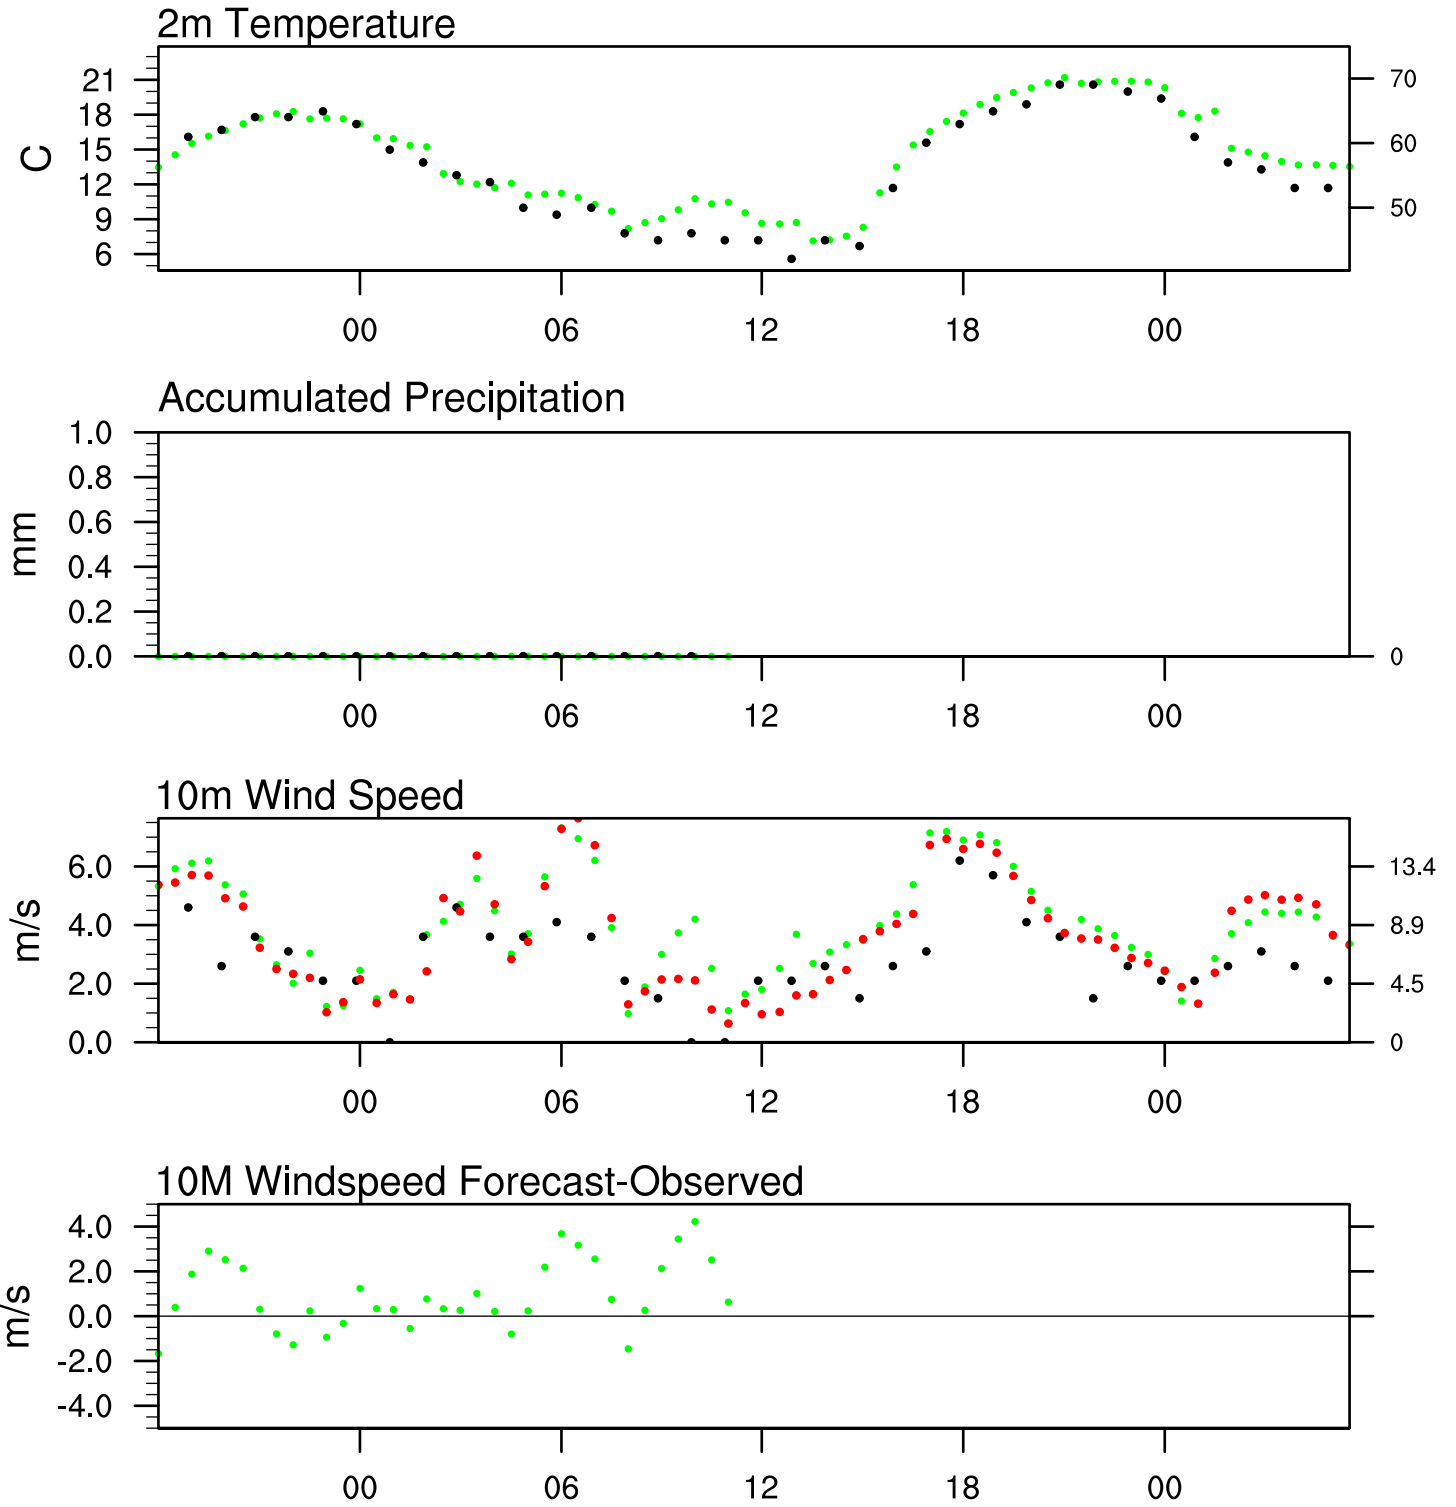 2m Temperature
21
18
15
12
9
6
C
70
60
50
00 06 12 18 00
Accumulated Precipitation
1.0
0.8
0.6
0.4
0.2
0.0
mm
0
00 06 12 18 00
10m Wind Speed
6.0
4.0
2.0
0.0
m/s
13.4
8.9
4.5
0
00 06 12 18 00
10M Windspeed Forecast-Observed
4.0
2.0
0.0
-2.0
-4.0
m/s
00 06 12 18 00